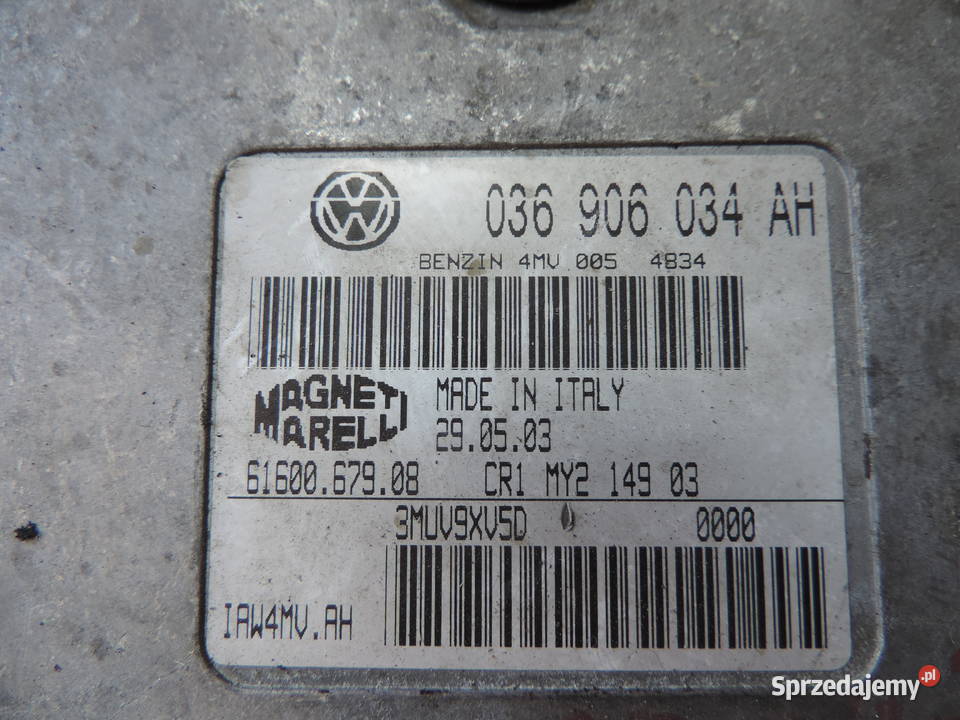 036 906 034 AH
BENZIN 4MV 005 4834
MAGNETI
MARELLI
MADE IN ITALY
29.05.03
61600.679.08 CR1 MY2 149 03
3MUV9XV5D 0000
IAW4MV.AH
Sprzedajemy.pl